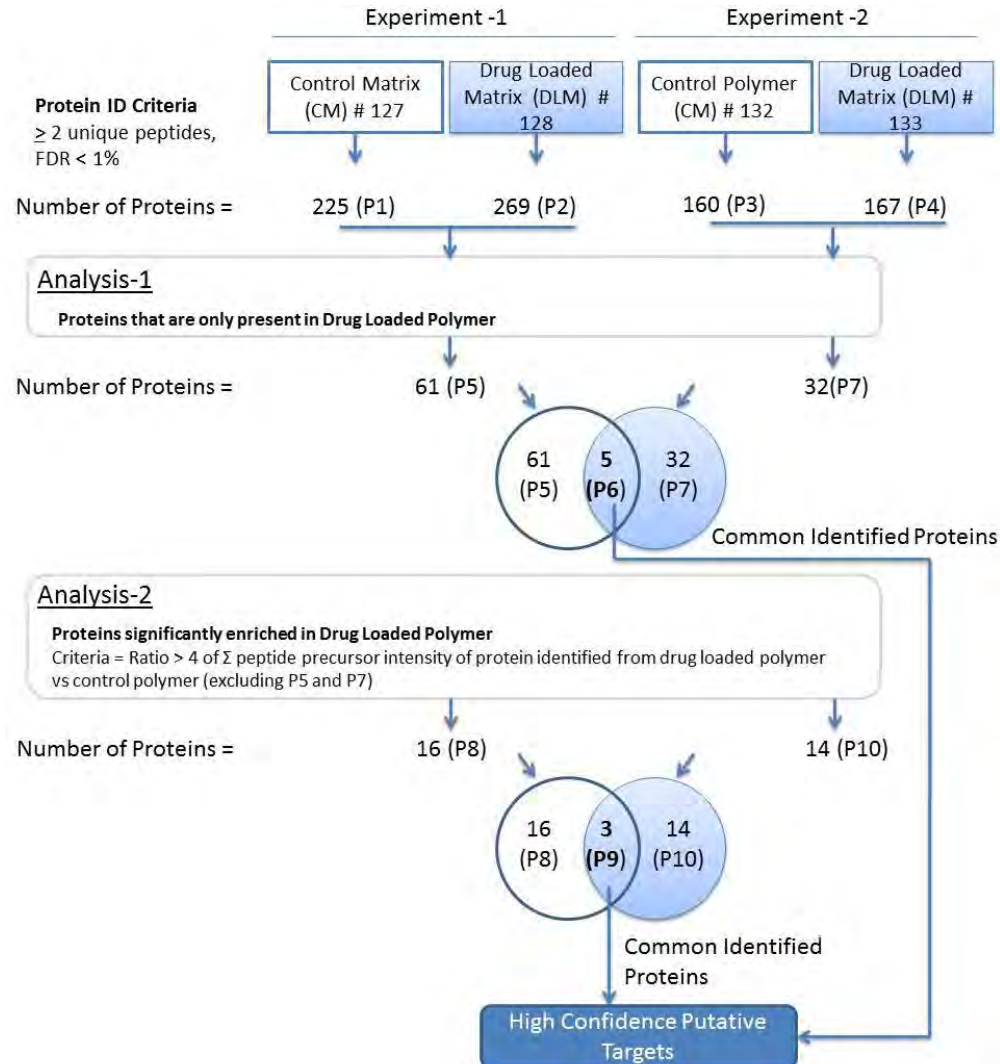 Experiment -1
Experiment -2
Control Matrix
(CM) # 127
Drug Loaded
Matrix (DLM) #
128
Control Polymer
(CM) # 132
Drug Loaded
Matrix (DLM) #
133
Protein ID Criteria
≥ 2 unique peptides,
FDR < 1%
Number of Proteins =
225 (P1)
269 (P2)
160 (P3)
167 (P4)
Analysis-1
Proteins that are only present in Drug Loaded Polymer
Number of Proteins =
61 (P5)
32(P7)
61
(P5)
5
(P6)
32
(P7)
Common Identified Proteins
Analysis-2
Proteins significantly enriched in Drug Loaded Polymer
Criteria = Ratio > 4 of Σ peptide precursor intensity of protein identified from drug loaded polymer
vs control polymer (excluding P5 and P7)
Number of Proteins =
16 (P8)
14 (P10)
16
(P8)
3
(P9)
14
(P10)
Common Identified
Proteins
High Confidence Putative
Targets